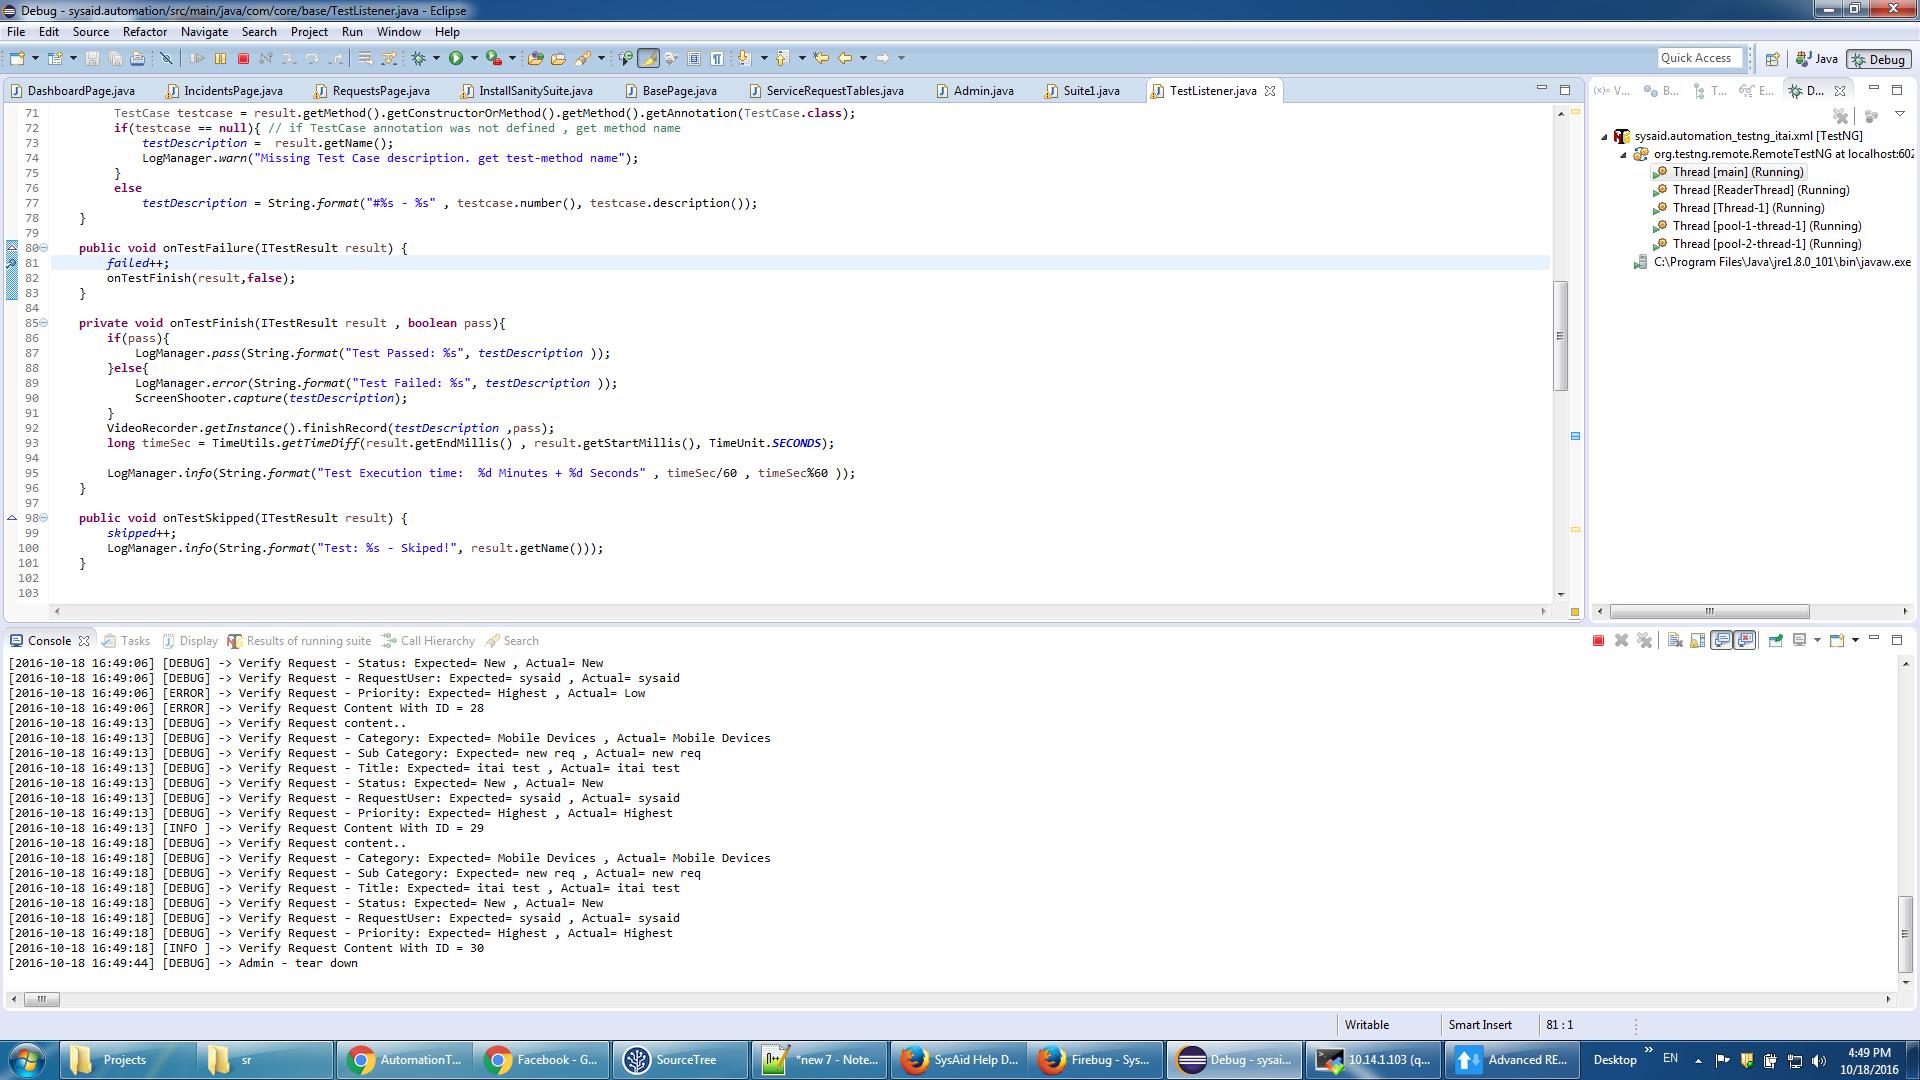 Debug - sysaid.automation/src/main/java/com/core/base/TestListener.java - Eclipse
File Edit Source Refactor Navigate Search Project Run Window Help
Quick Access Java Debug
DashboardPage.java IncidentsPage.java RequestsPage.java InstallSanitySuite.java BasePage.java ServiceRequestTables.java Admin.java Suite1.java TestListener.java
71 TestCase testcase = result.getMethod().getConstructorOrMethod().getMethod().getAnnotation(TestCase.class);
72 if(testcase == null){ // if TestCase annotation was not defined , get method name
73 testDescription = result.getName();
74 LogManager.warn("Missing Test Case description. get test-method name");
75 }
76 else
77 testDescription = String.format("#%s - %s" , testcase.number(), testcase.description());
78 }
79
80 public void onTestFailure(ITestResult result) {
81 failed++;
82 onTestFinish(result,false);
83 }
84
85 private void onTestFinish(ITestResult result , boolean pass){
86 if(pass){
87 LogManager.pass(String.format("Test Passed: %s", testDescription ));
88 }else{
89 LogManager.error(String.format("Test Failed: %s", testDescription ));
90 ScreenShooter.capture(testDescription);
91 }
92 VideoRecorder.getInstance().finishRecord(testDescription ,pass);
93 long timeSec = TimeUtils.getTimeDiff(result.getEndMillis() , result.getStartMillis(), TimeUnit.SECONDS);
94
95 LogManager.info(String.format("Test Execution time:  %d Minutes + %d Seconds" , timeSec/60 , timeSec%60 ));
96 }
97
98 public void onTestSkipped(ITestResult result) {
99 skipped++;
100 LogManager.info(String.format("Test: %s - Skiped!", result.getName()));
101 }
102
103
(x)= V... B... T... E... D...
sysaid.automation_testng_itai.xml [TestNG]
org.testng.remote.RemoteTestNG at localhost:602
Thread [main] (Running)
Thread [ReaderThread] (Running)
Thread [Thread-1] (Running)
Thread [pool-1-thread-1] (Running)
Thread [pool-2-thread-1] (Running)
C:\Program Files\Java\jre1.8.0_101\bin\javaw.exe
Console Tasks Display Results of running suite Call Hierarchy Search
[2016-10-18 16:49:06] [DEBUG] -> Verify Request - Status: Expected= New , Actual= New
[2016-10-18 16:49:06] [DEBUG] -> Verify Request - RequestUser: Expected= sysaid , Actual= sysaid
[2016-10-18 16:49:06] [ERROR] -> Verify Request - Priority: Expected= Highest , Actual= Low
[2016-10-18 16:49:06] [ERROR] -> Verify Request Content With ID = 28
[2016-10-18 16:49:13] [DEBUG] -> Verify Request content..
[2016-10-18 16:49:13] [DEBUG] -> Verify Request - Category: Expected= Mobile Devices , Actual= Mobile Devices
[2016-10-18 16:49:13] [DEBUG] -> Verify Request - Sub Category: Expected= new req , Actual= new req
[2016-10-18 16:49:13] [DEBUG] -> Verify Request - Title: Expected= itai test , Actual= itai test
[2016-10-18 16:49:13] [DEBUG] -> Verify Request - Status: Expected= New , Actual= New
[2016-10-18 16:49:13] [DEBUG] -> Verify Request - RequestUser: Expected= sysaid , Actual= sysaid
[2016-10-18 16:49:13] [DEBUG] -> Verify Request - Priority: Expected= Highest , Actual= Highest
[2016-10-18 16:49:13] [INFO ] -> Verify Request Content With ID = 29
[2016-10-18 16:49:18] [DEBUG] -> Verify Request content..
[2016-10-18 16:49:18] [DEBUG] -> Verify Request - Category: Expected= Mobile Devices , Actual= Mobile Devices
[2016-10-18 16:49:18] [DEBUG] -> Verify Request - Sub Category: Expected= new req , Actual= new req
[2016-10-18 16:49:18] [DEBUG] -> Verify Request - Title: Expected= itai test , Actual= itai test
[2016-10-18 16:49:18] [DEBUG] -> Verify Request - Status: Expected= New , Actual= New
[2016-10-18 16:49:18] [DEBUG] -> Verify Request - RequestUser: Expected= sysaid , Actual= sysaid
[2016-10-18 16:49:18] [DEBUG] -> Verify Request - Priority: Expected= Highest , Actual= Highest
[2016-10-18 16:49:18] [INFO ] -> Verify Request Content With ID = 30
[2016-10-18 16:49:44] [DEBUG] -> Admin - tear down
Writable Smart Insert 81 : 1
Projects sr AutomationT... Facebook - G... SourceTree *new 7 - Note... SysAid Help D... Firebug - Sys... Debug - sysai... 10.14.1.103 (q... Advanced RE... Desktop » EN 4:49 PM
10/18/2016